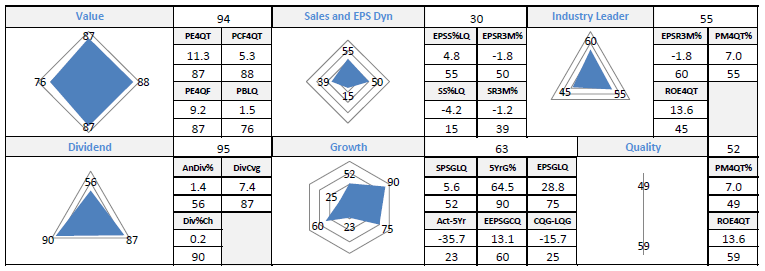 Value 94
87
76 88
87
PE4QT PCF4QT
11.3 5.3
87 88
PE4QF PBLQ
9.2 1.5
87 76
Sales and EPS Dyn 30
55
39 50
15
EPSS%LQ EPSR3M%
4.8 -1.8
55 50
SS%LQ SR3M%
-4.2 -1.2
15 39
Industry Leader 55
60
45 55
EPSR3M% PM4QT
-1.8 7.0
60 55
ROE4QT
13.6
45
Dividend 95
56
90 87
AnDiv% DivCvg
1.4 7.4
56 87
Div%Ch
0.2
90
Growth 63
52
25 90
60 75
23
SPSGLQ 5YrG% EPSGLQ
5.6 64.5 28.8
52 90 75
Act-5Yr EEPSGCQ CQG-LQG
-35.7 13.1 -15.7
23 60 25
Quality 52
49
59
PM4QT
7.0
49
ROE4QT
13.6
59